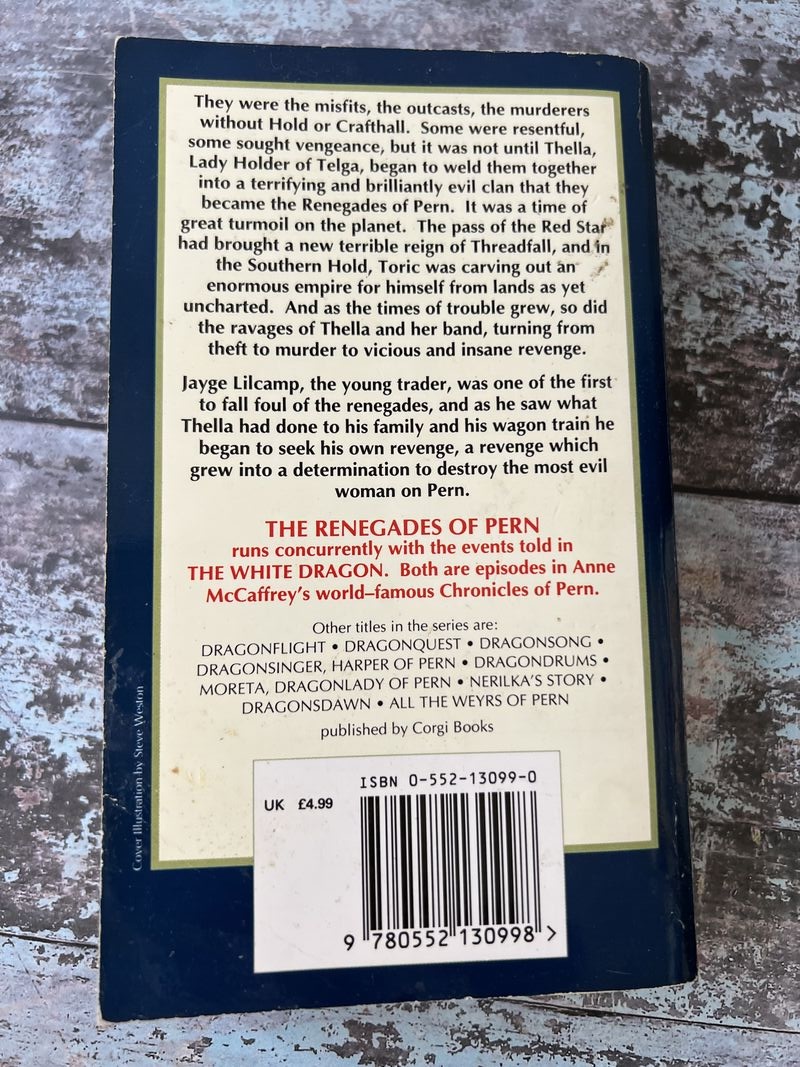 They were the misfits, the outcasts, the murderers
without Hold or Crafthall. Some were resentful,
some sought vengeance, but it was not until Thella,
Lady Holder of Telga, began to weld them together
into a terrifying and brilliantly evil clan that they
became the Renegades of Pern. It was a time of
great turmoil on the planet. The pass of the Red Star
had brought a new terrible reign of Threadfall, and in
the Southern Hold, Toric was carving out an
enormous empire for himself from lands as yet
uncharted. And as the times of trouble grew, so did
the ravages of Thella and her band, turning from
theft to murder to vicious and insane revenge.
Jayge Lilcamp, the young trader, was one of the first
to fall foul of the renegades, and as he saw what
Thella had done to his family and his wagon train he
began to seek his own revenge, a revenge which
grew into a determination to destroy the most evil
woman on Pern.
THE RENEGADES OF PERN
runs concurrently with the events told in
THE WHITE DRAGON. Both are episodes in Anne
McCaffrey's world–famous Chronicles of Pern.
Other titles in the series are:
DRAGONFLIGHT • DRAGONQUEST • DRAGONSONG •
DRAGONSINGER, HARPER OF PERN • DRAGONDRUMS •
MORETA, DRAGONLADY OF PERN • NERILKA'S STORY •
DRAGONSDAWN • ALL THE WEYRS OF PERN
published by Corgi Books
Cover Illustration by Steve Weston
ISBN 0-552-13099-0
UK £4.99
9 780552 130998 >